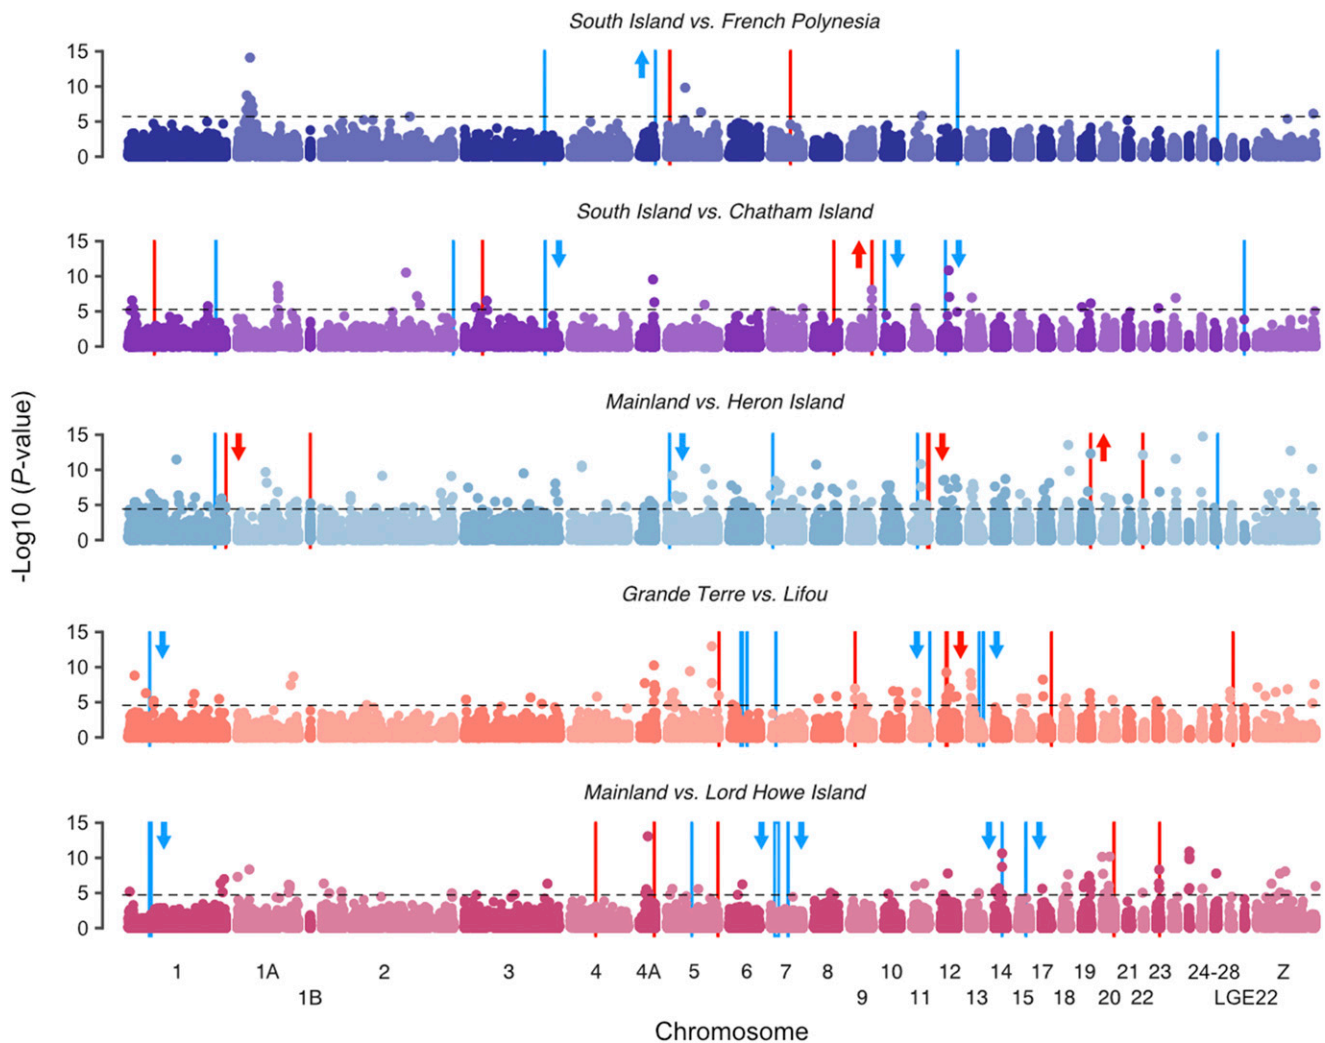 South Island vs. French Polynesia
15
10
5
0
South Island vs. Chatham Island
15
10
5
0
Mainland vs. Heron Island
15
10
5
0
-Log10 (P-value)
Grande Terre vs. Lifou
15
10
5
0
Mainland vs. Lord Howe Island
15
10
5
0
1 1A 2 3 4 4A 5 6 7 8 10 12 14 17 19 21 23 24-28 Z
1B 9 11 13 15 18 20 22 LGE22
Chromosome